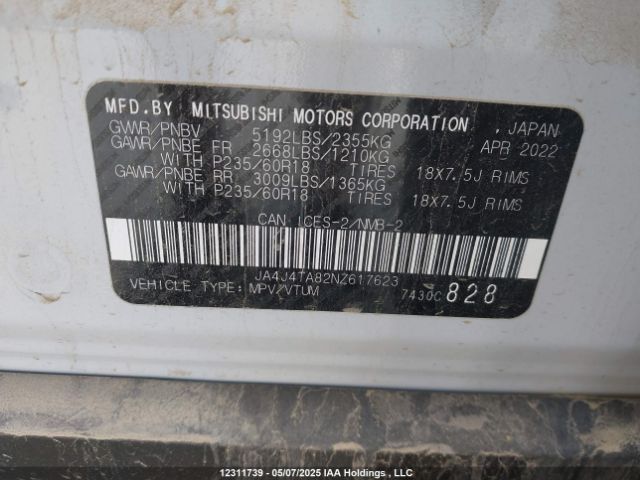 MFD.BY MITSUBISHI MOTORS CORPORATION , JAPAN
GWWR/PNBV 5192LBS/2355KG APR 2022
GAWR/PNBE FR 2668LBS/1210KG
WITH P235/60R18 TIRES 18X7.5J RIMS
GAWR/PNBE RR 3009LBS/1365KG
WITH P235/60R18 TIRES 18X7.5J RIMS
CAN ICES-2/NMB-2
JA4J4TA82NZ617623
VEHICLE TYPE: MPV/VTUM 7430C 828
12311739 - 05/07/2025 IAA Holdings , LLC